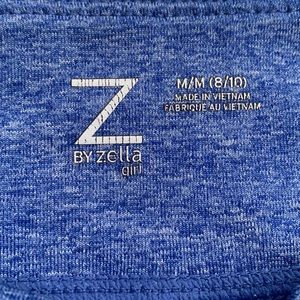 Z
BY zella
girl
M/M (8/10)
MADE IN VIETNAM
FABRIQUÉ AU VIETNAM